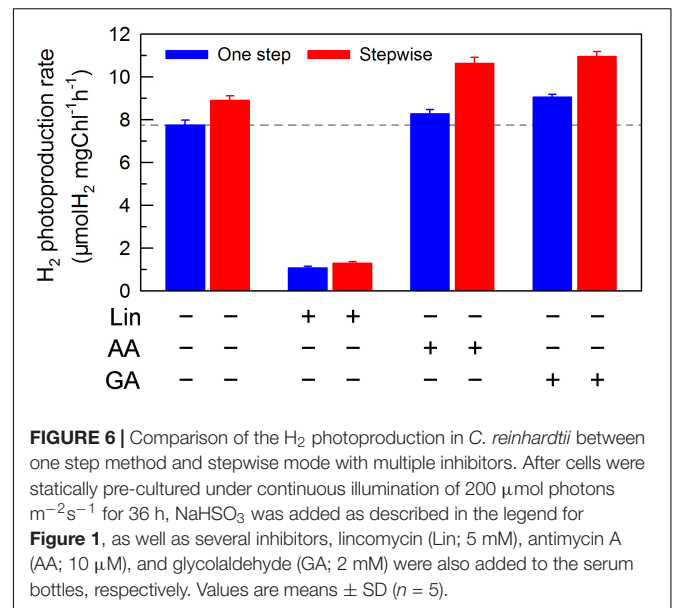 12
One step Stepwise
10
8
6
4
2
0
H₂ photoproduction rate
(μmolH₂ mgChl⁻¹h⁻¹)
Lin − − + + − − − −
AA − − − − + + − −
GA − − − − − − + +
FIGURE 6 | Comparison of the H₂ photoproduction in C. reinhardtii between
one step method and stepwise mode with multiple inhibitors. After cells were
statically pre-cultured under continuous illumination of 200 μmol photons
m⁻²s⁻¹ for 36 h, NaHSO₃ was added as described in the legend for
Figure 1, as well as several inhibitors, lincomycin (Lin; 5 mM), antimycin A
(AA; 10 μM), and glycolaldehyde (GA; 2 mM) were also added to the serum
bottles, respectively. Values are means ± SD (n = 5).